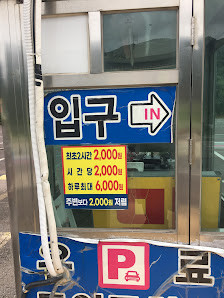 입구 IN
최초2시간 2,000원
시간당 2,000원
하루최대 6,000원
주변보다 2,000원 저렴
유 P 료